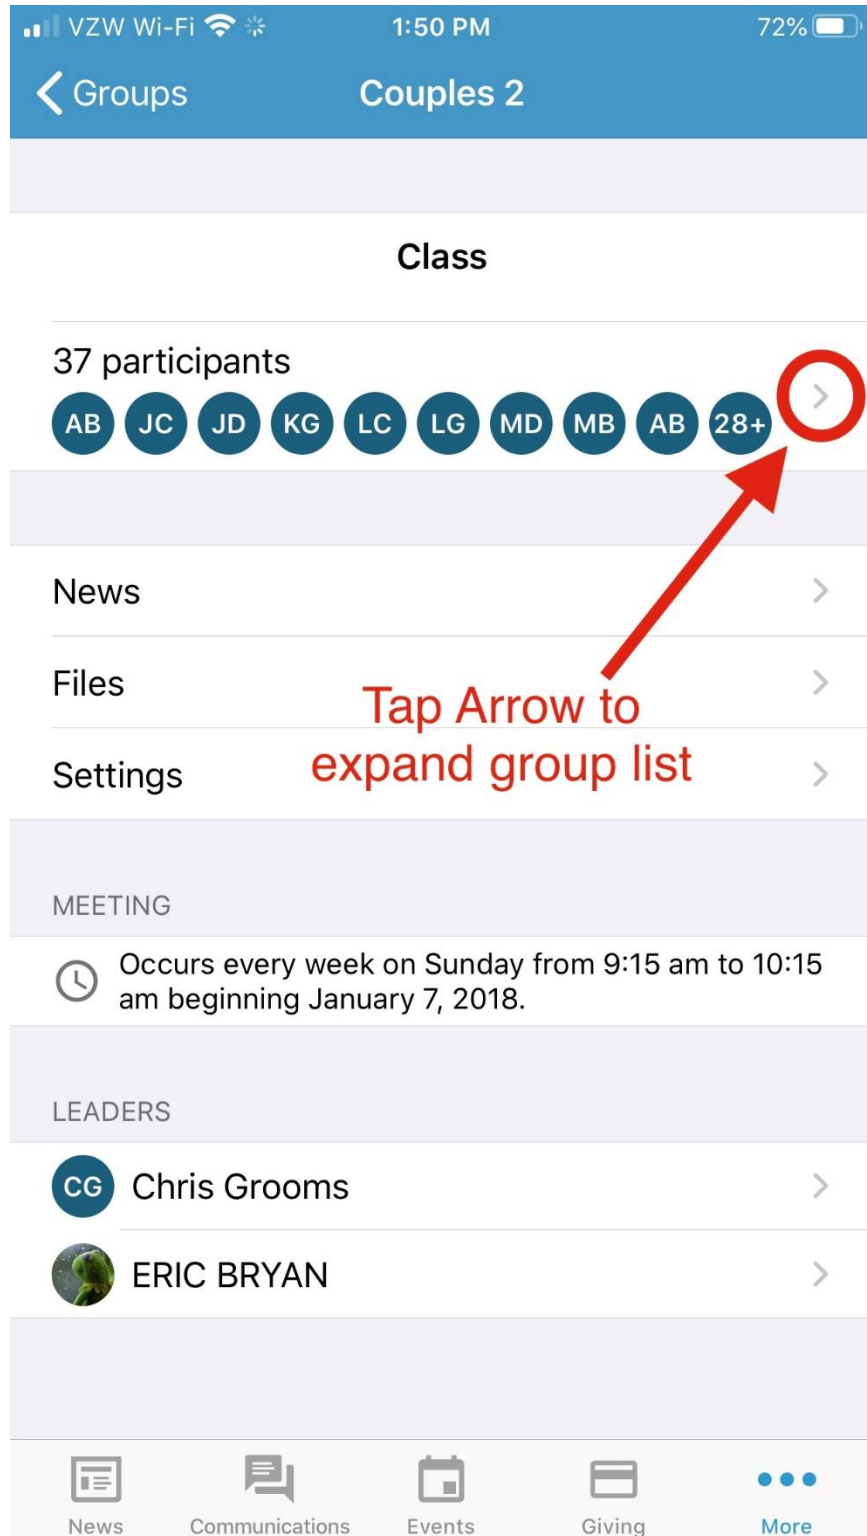 VZW Wi-Fi 1:50 PM 72%
Groups Couples 2
Class
37 participants
AB JC JD KG LC LG MD MB AB 28+
News
Files
Tap Arrow to
expand group list
Settings
MEETING
Occurs every week on Sunday from 9:15 am to 10:15
am beginning January 7, 2018.
LEADERS
CG Chris Grooms
ERIC BRYAN
News Communications Events Giving More